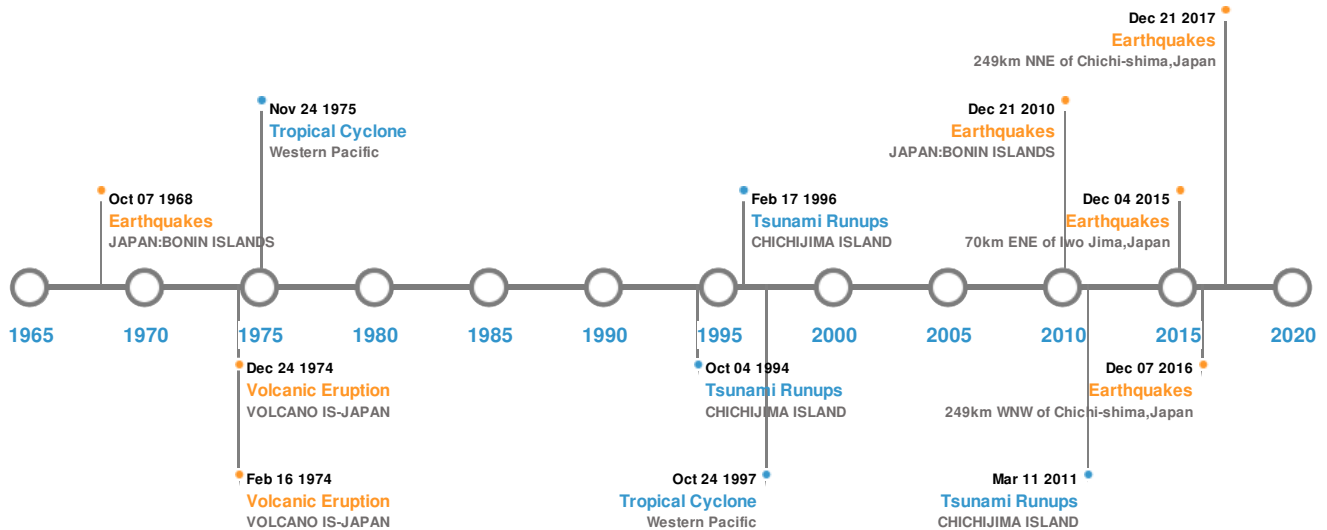 Dec 21 2017
Earthquakes
249km NNE of Chichi-shima,Japan
Nov 24 1975
Tropical Cyclone
Western Pacific
Dec 21 2010
Earthquakes
JAPAN:BONIN ISLANDS
Oct 07 1968
Earthquakes
JAPAN:BONIN ISLANDS
Feb 17 1996
Tsunami Runups
CHICHIJIMA ISLAND
Dec 04 2015
Earthquakes
70km ENE of Iwo Jima,Japan
1965 1970 1975 1980 1985 1990 1995 2000 2005 2010 2015 2020
Dec 24 1974
Volcanic Eruption
VOLCANO IS-JAPAN
Oct 04 1994
Tsunami Runups
CHICHIJIMA ISLAND
Dec 07 2016
Earthquakes
249km WNW of Chichi-shima,Japan
Feb 16 1974
Volcanic Eruption
VOLCANO IS-JAPAN
Oct 24 1997
Tropical Cyclone
Western Pacific
Mar 11 2011
Tsunami Runups
CHICHIJIMA ISLAND